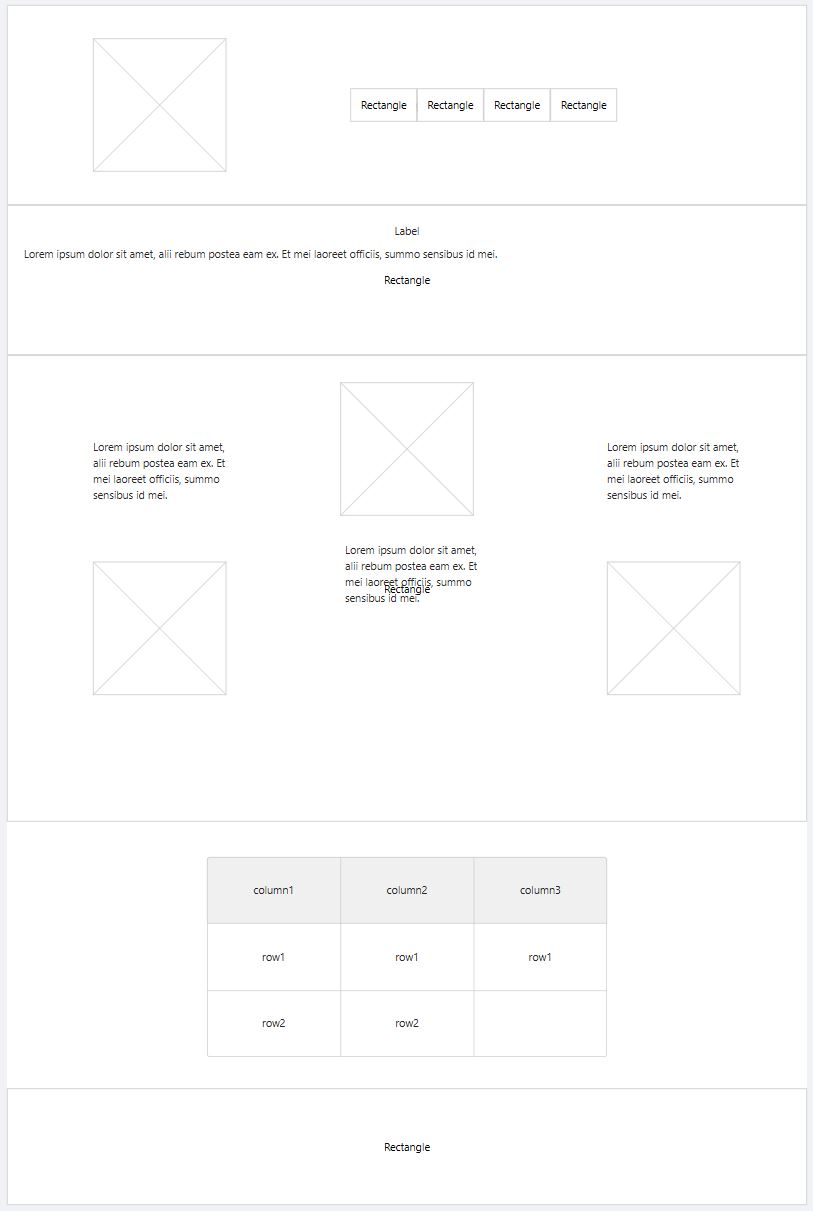 Rectangle Rectangle Rectangle Rectangle
Label
Lorem ipsum dolor sit amet, alii rebum postea eam ex. Et mei laoreet officiis, summo sensibus id mei.
Rectangle
Lorem ipsum dolor sit amet,
alii rebum postea eam ex. Et
mei laoreet officiis, summo
sensibus id mei.
Lorem ipsum dolor sit amet,
alii rebum postea eam ex. Et
mei laoreet officiis, summo
sensibus id mei.
Lorem ipsum dolor sit amet,
alii rebum postea eam ex. Et
mei laoreet officiis, summo
Rectangle
sensibus id mei.
column1 column2 column3
row1 row1 row1
row2 row2
Rectangle